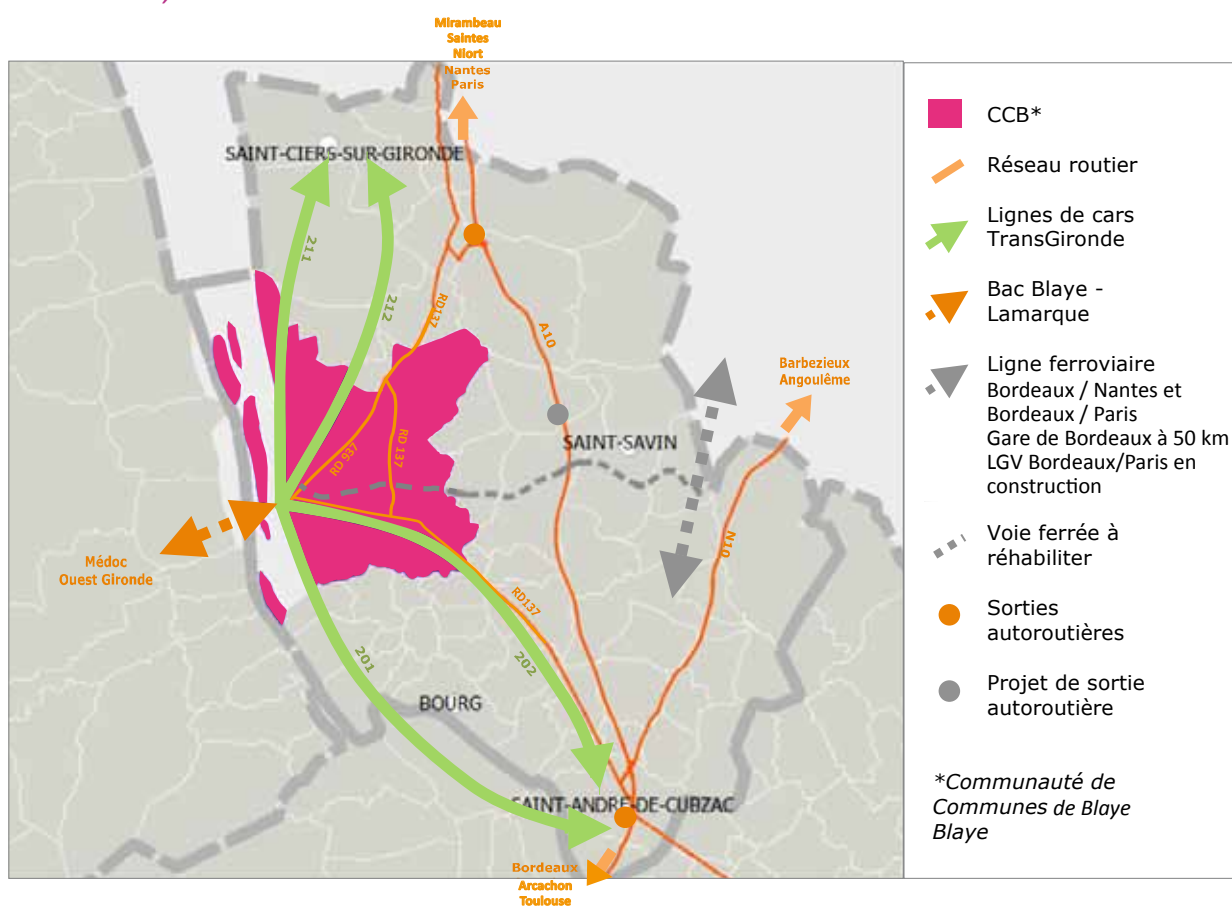 Mirambeau
Saintes
Niort
Nantes
Paris
SAINT-CIERS-SUR-GIRONDE
211
212
RD137
A10
Barbezieux
Angoulême
SAINT-SAVIN
RD 937
RD 137
N10
Médoc
Ouest Gironde
RD137
201
202
BOURG
SAINT-ANDRE-DE-CUBZAC
Bordeaux
Arcachon
Toulouse
CCB*
Réseau routier
Lignes de cars
TransGironde
Bac Blaye -
Lamarque
Ligne ferroviaire
Bordeaux / Nantes et
Bordeaux / Paris
Gare de Bordeaux à 50 km
LGV Bordeaux/Paris en
construction
Voie ferrée à
réhabiliter
Sorties
autoroutières
Projet de sortie
autoroutière
*Communauté de
Communes de Blaye
Blaye